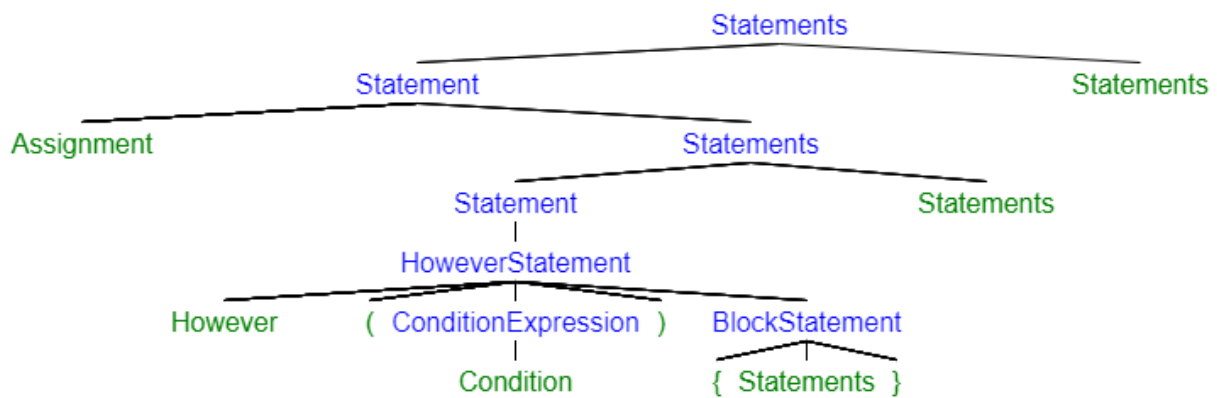 Statements
Statement Statements
Assignment Statements
Statement Statements
HoweverStatement
However ( ConditionExpression ) BlockStatement
Condition { Statements }